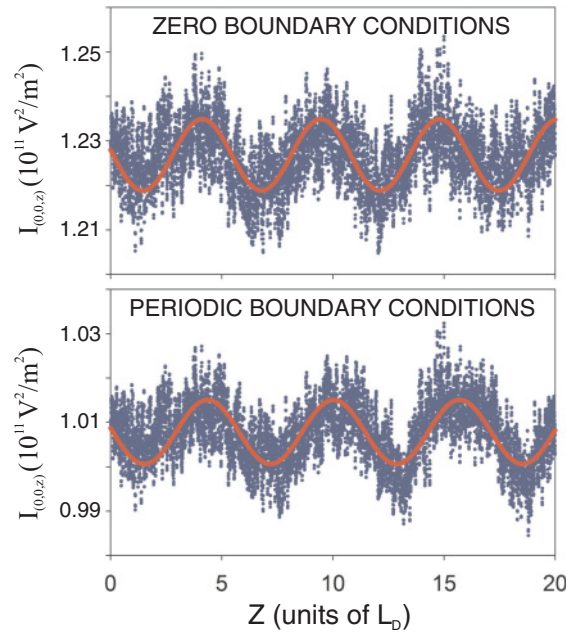 ZERO BOUNDARY CONDITIONS
1.25
1.23
1.21
I(0,0,z) (10¹¹ V²/m²)
PERIODIC BOUNDARY CONDITIONS
1.03
1.01
0.99
I(0,0,z) (10¹¹ V²/m²)
0 5 10 15 20
Z (units of L_D)